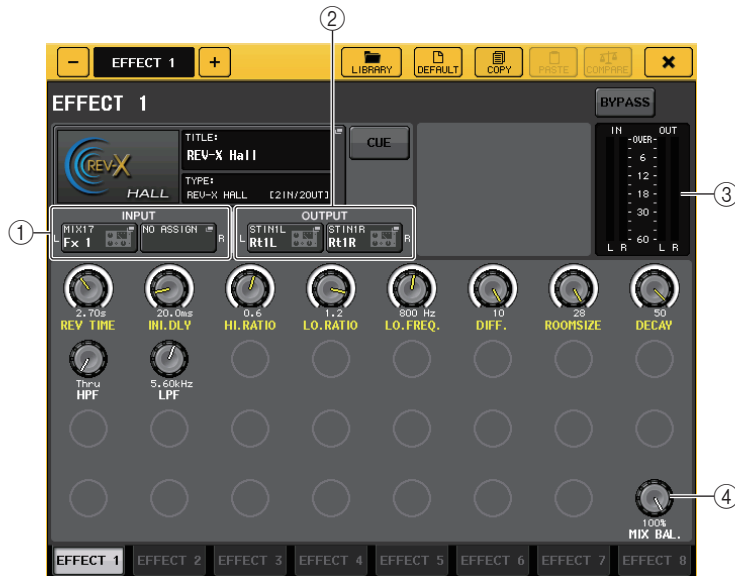 ②
− EFFECT 1 + LIBRARY DEFAULT COPY PASTE COMPARE ×
EFFECT 1 BYPASS
REV-X HALL
TITLE:
REV-X Hall
TYPE:
REV-X HALL [2IN/2OUT]
CUE
IN OUT
-OVER-
- 6 -
- 12 -
- 18 -
- 30 -
- 60 -
L R L R
③
①
INPUT
L MIX17 Fx 1 NO ASSIGN R
OUTPUT
L STIN1L Rt1L STIN1R Rt1R R
2.70s 20.0ms 0.6 1.2 800 Hz 10 28 50
REV TIME INI.DLY HI.RATIO LO.RATIO LO.FREQ. DIFF. ROOMSIZE DECAY
Thru 5.60kHz
HPF LPF
④
100%
MIX BAL.
EFFECT 1 EFFECT 2 EFFECT 3 EFFECT 4 EFFECT 5 EFFECT 6 EFFECT 7 EFFECT 8